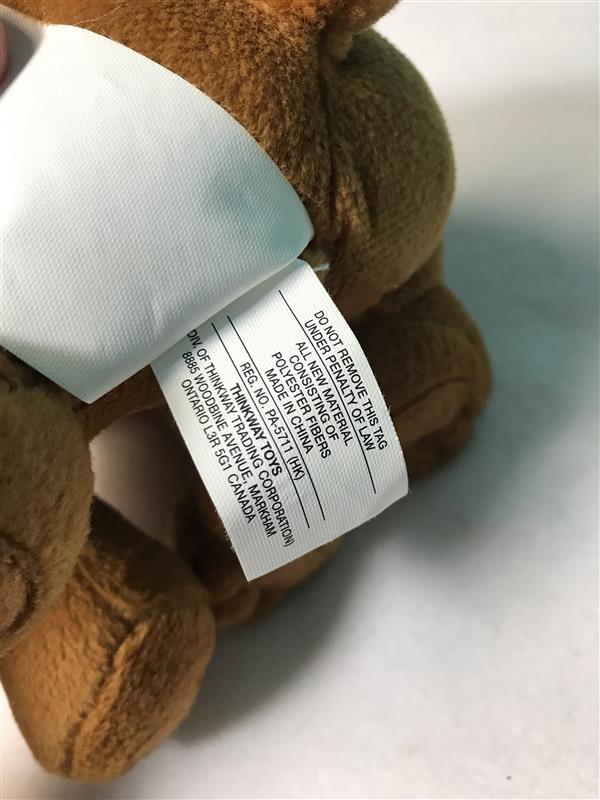 DO NOT REMOVE THIS TAG
UNDER PENALTY OF LAW
ALL NEW MATERIAL
CONSISTING OF
POLYESTER FIBERS
MADE IN CHINA
REG. NO. PA-5711 (HK)
THINKWAY TOYS
DIV. OF THINKWAY TRADING CORPORATION)
8885 WOODBINE AVENUE, MARKHAM
ONTARIO L3R 5G1 CANADA